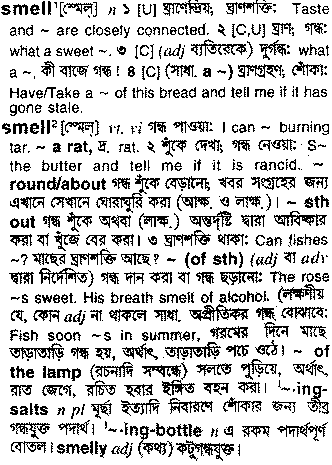 smell¹ [স্মেল্] n ১ [U] ঘ্রাণেন্দ্রিয়; ঘ্রাণশক্তি: Taste
and ~ are closely connected. ২ [C,U] ঘ্রাণ; গন্ধ:
what a sweet ~. ৩ [C] (adj ব্যতিরেকে) দুর্গন্ধ: what
a ~, কী বাজে গন্ধ! ৪ [C] (সাধা. a ~) ঘ্রাণগ্রহণ; শোঁকা:
Have/Take a ~ of this bread and tell me if it has
gone stale.
smell² [স্মেল্] vt, vi গন্ধ পাওয়া: I can ~ burning
tar. ~ a rat, দ্র. rat. ২ শুঁকে দেখা; গন্ধ নেওয়া: S~
the butter and tell me if it is rancid. ~
round/about গন্ধ শুঁকে বেড়ানো; খবর সংগ্রহের জন্য
এখানে সেখানে ঘোরাঘুরি করা (আক্ষ. ও লাক্ষ.)। ~ sth
out গন্ধ শুঁকে অথবা (লাক্ষ.) অন্তর্দৃষ্টি দ্বারা আবিষ্কার
করা বা খুঁজে বের করা। ৩ ঘ্রাণশক্তি থাকা: Can fishes
~? মাছের ঘ্রাণশক্তি আছে? ~ (of sth) (adj বা adv
দ্বারা নির্দেশিত) গন্ধ দান করা বা গন্ধ ছড়ানো: The rose
~s sweet. His breath smelt of alcohol. (লক্ষণীয়
যে, কোন adj না থাকলে সাধা. অপ্রীতিকর গন্ধ বোঝাবে:
Fish soon ~s in summer, গরমের দিনে মাছে
তাড়াতাড়ি গন্ধ হয়, অর্থাৎ, তাড়াতাড়ি পচে ওঠে। ~ of
the lamp (রচনাদি সম্বন্ধে) সলতে পুড়িয়ে, অর্থাৎ,
রাত জেগে, রচিত হবার ইঙ্গিত বহন করা। '~·ing-
salts n pl মূর্ছা ইত্যাদি নিবারণে শোঁকার জন্য তীব্র
গন্ধযুক্ত পদার্থ। '~·ing-bottle n এ রকম পদার্থপূর্ণ
বোতল। smelly adj (কথ্য) কটুগন্ধযুক্ত।